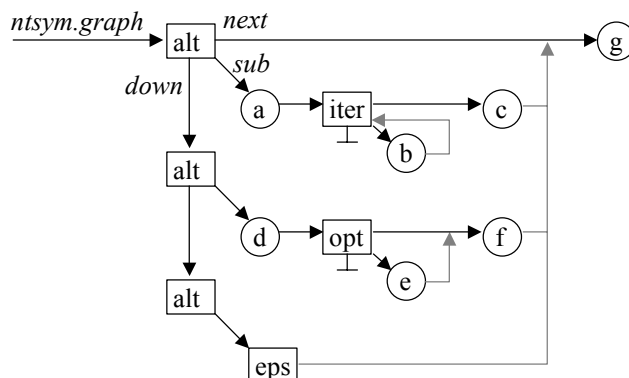 ntsym.graph
next
alt
g
sub
down
a
iter
c
b
alt
d
opt
f
e
alt
eps